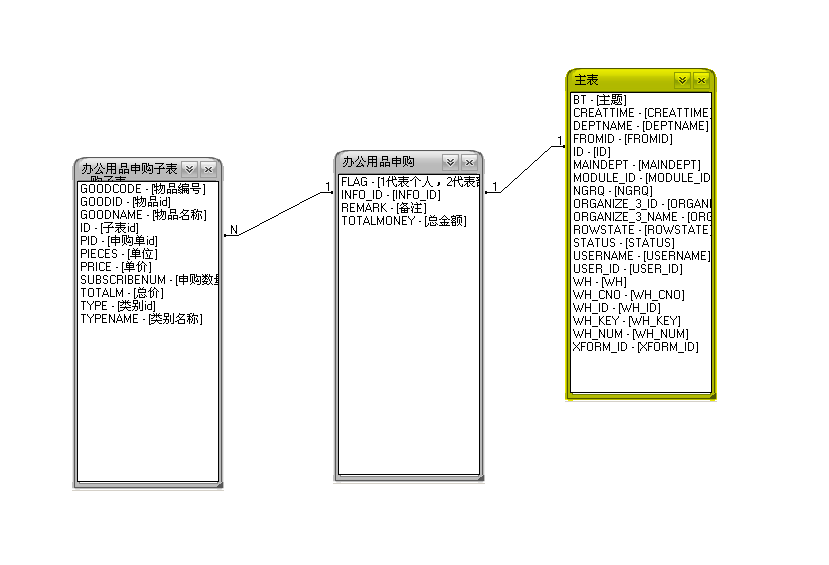 办公用品申购子表
GOODCODE - [物品编号]
GOODID - [物品id]
GOODNAME - [物品名称]
ID - [子表id]
PID - [申购单id]
PIECES - [单位]
PRICE - [单价]
SUBSCRIBENUM - [申购数量
TOTALM - [总价]
TYPE - [类别id]
TYPENAME - [类别名称]
N
1
办公用品申购
FLAG - [1代表个人，2代表部
INFO_ID - [INFO_ID]
REMARK - [备注]
TOTALMONEY - [总金额]
1
1
主表
BT - [主题]
CREATTIME - [CREATTIME]
DEPTNAME - [DEPTNAME]
FROMID - [FROMID]
ID - [ID]
MAINDEPT - [MAINDEPT]
MODULE_ID - [MODULE_ID
NGRQ - [NGRQ]
ORGANIZE_3_ID - [ORGANI
ORGANIZE_3_NAME - [ORG
ROWSTATE - [ROWSTATE]
STATUS - [STATUS]
USERNAME - [USERNAME]
USER_ID - [USER_ID]
WH - [WH]
WH_CNO - [WH_CNO]
WH_ID - [WH_ID]
WH_KEY - [WH_KEY]
WH_NUM - [WH_NUM]
XFORM_ID - [XFORM_ID]